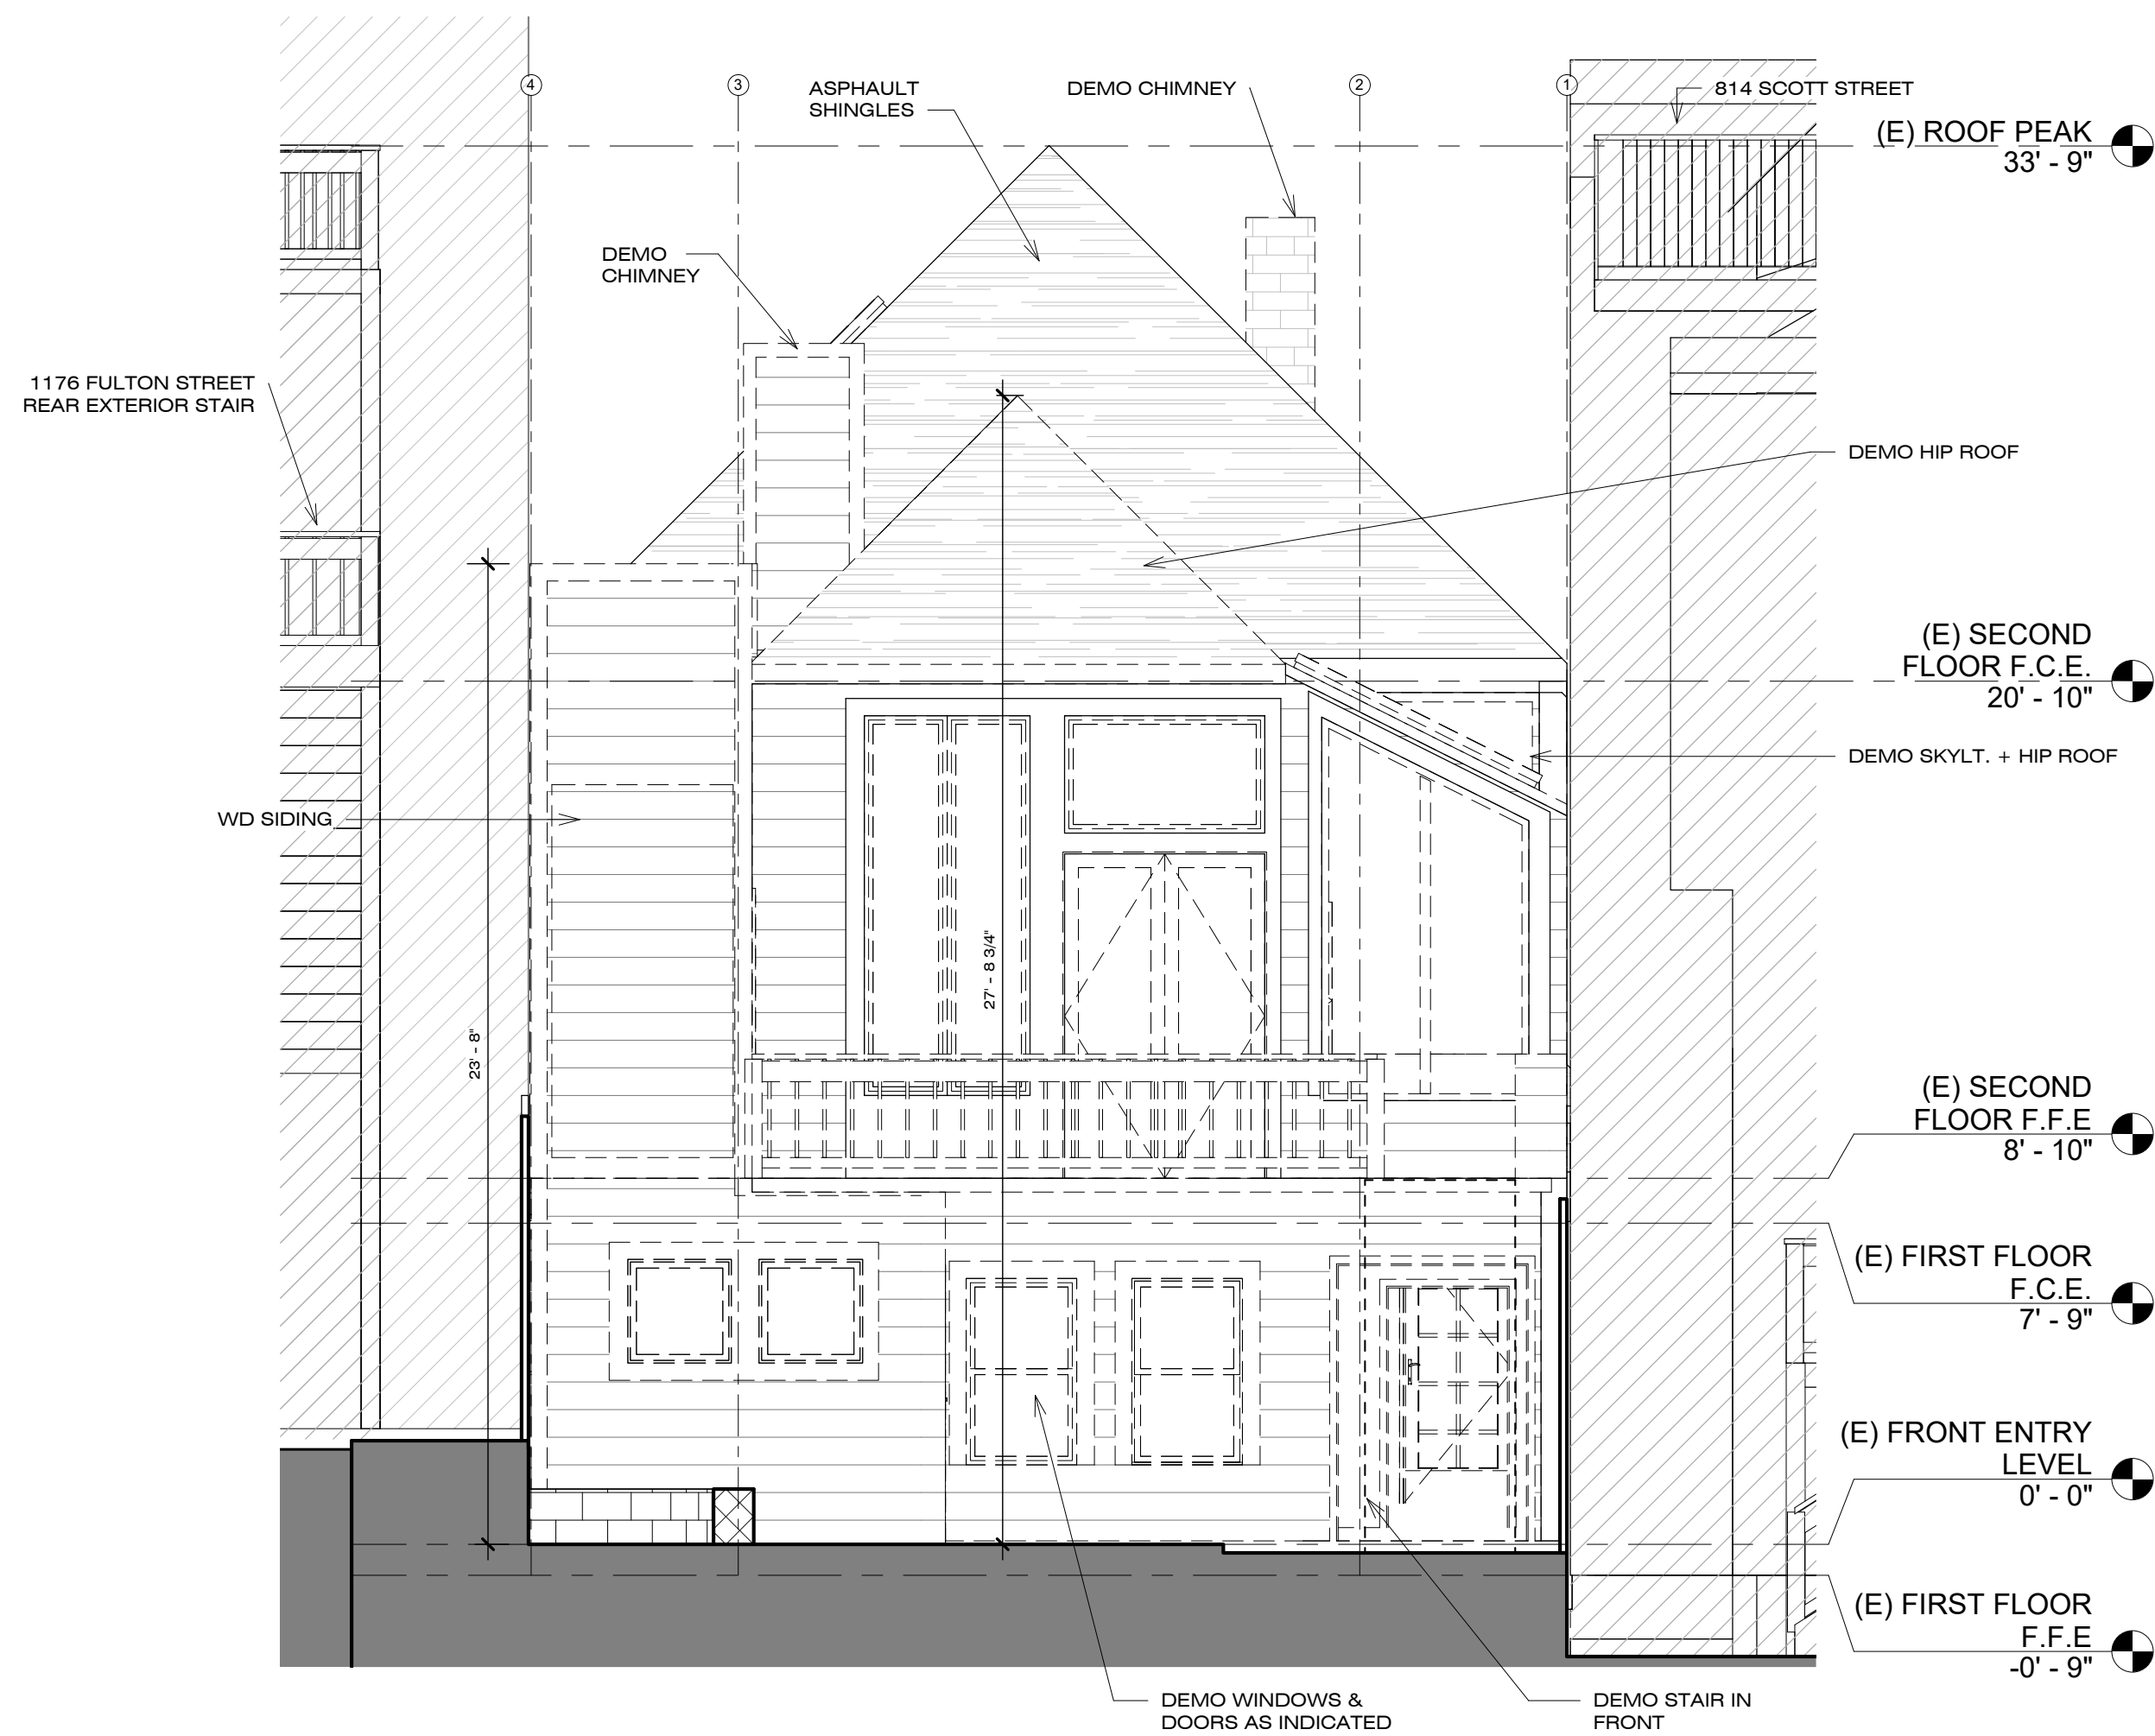 4
3
2
1
ASPHAULT
SHINGLES
DEMO CHIMNEY
814 SCOTT STREET
(E) ROOF PEAK
33' - 9"
DEMO
CHIMNEY
1176 FULTON STREET
REAR EXTERIOR STAIR
DEMO HIP ROOF
(E) SECOND
FLOOR F.C.E.
20' - 10"
DEMO SKYLT. + HIP ROOF
WD SIDING
27' - 8 3/4"
23' - 8"
(E) SECOND
FLOOR F.F.E
8' - 10"
(E) FIRST FLOOR
F.C.E.
7' - 9"
(E) FRONT ENTRY
LEVEL
0' - 0"
(E) FIRST FLOOR
F.F.E
-0' - 9"
DEMO WINDOWS &
DOORS AS INDICATED
DEMO STAIR IN
FRONT